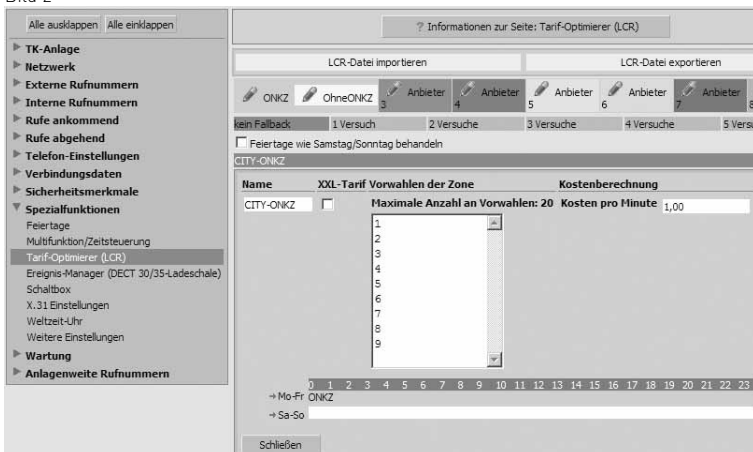 Alle ausklappen Alle einklappen
TK-Anlage
Netzwerk
Externe Rufnummern
Interne Rufnummern
Rufe ankommend
Rufe abgehend
Telefon-Einstellungen
Verbindungsdaten
Sicherheitsmerkmale
Spezialfunktionen
Feiertage
Multifunktion/Zeitsteuerung
Tarif-Optimierer (LCR)
Ereignis-Manager (DECT 30/35-Ladeschale)
Schaltbox
X.31 Einstellungen
Weltzeit-Uhr
Weitere Einstellungen
Wartung
Anlagenweite Rufnummern
? Informationen zur Seite: Tarif-Optimierer (LCR)
LCR-Datei importieren LCR-Datei exportieren
ONKZ OhneONKZ Anbieter 3 Anbieter 4 Anbieter 5 Anbieter 6 Anbieter 7 8
kein Fallback 1 Versuch 2 Versuche 3 Versuche 4 Versuche 5 Versu
Feiertage wie Samstag/Sonntag behandeln
CITY-ONKZ
Name XXL-Tarif Vorwahlen der Zone Kostenberechnung
CITY-ONKZ Maximale Anzahl an Vorwahlen: 20 Kosten pro Minute 1,00
1
2
3
4
5
6
7
8
9
0 1 2 3 4 5 6 7 8 9 10 11 12 13 14 15 16 17 18 19 20 21 22 23
→ Mo-Fr ONKZ
→ Sa-So
Schließen